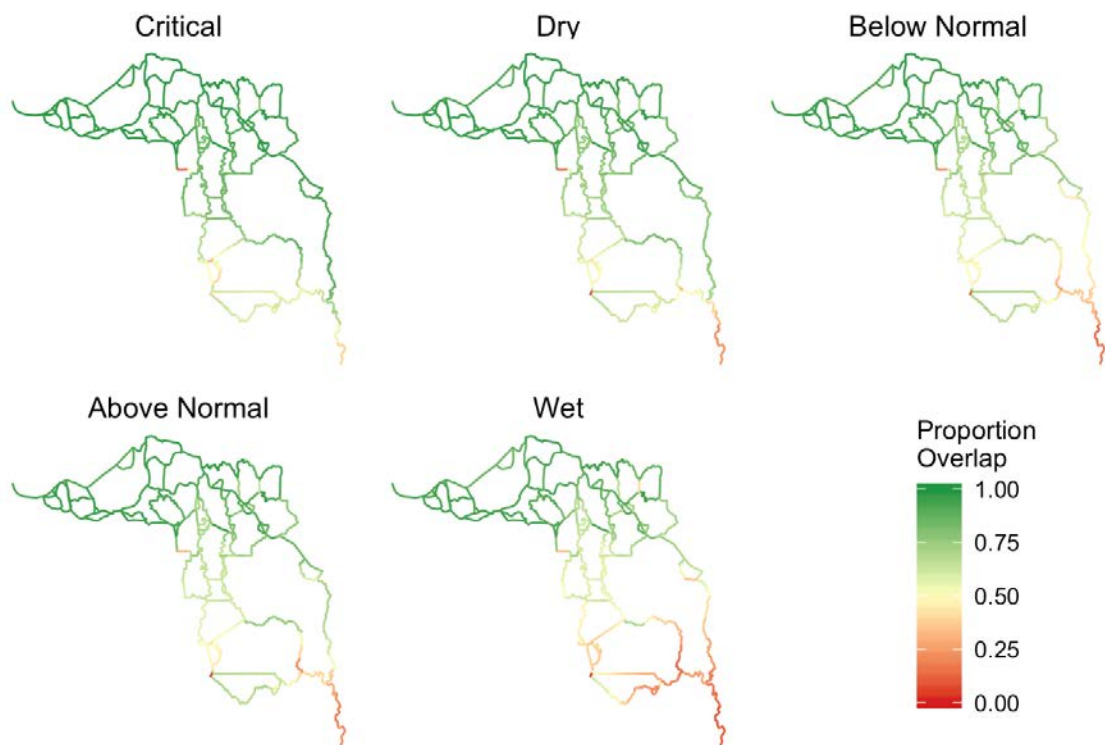 Critical
Dry
Below Normal
Above Normal
Wet
Proportion
Overlap
1.00
0.75
0.50
0.25
0.00